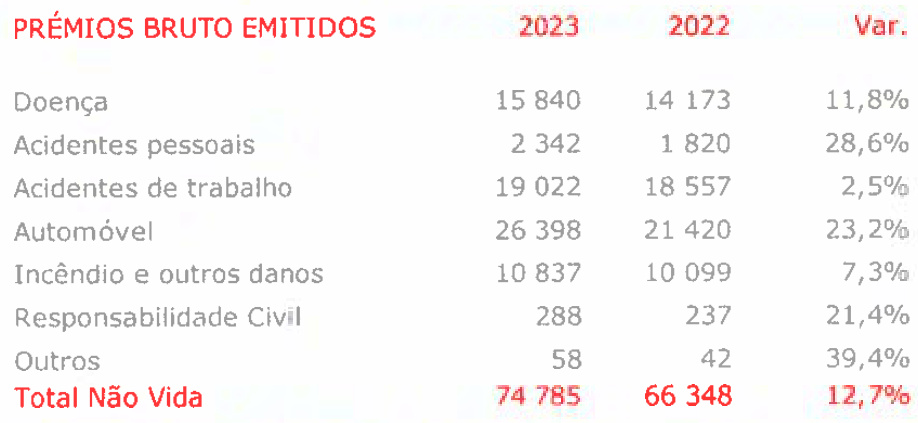 PRÉMIOS BRUTO EMITIDOS 2023 2022 Var.
Doença 15 840 14 173 11,8%
Acidentes pessoais 2 342 1 820 28,6%
Acidentes de trabalho 19 022 18 557 2,5%
Automóvel 26 398 21 420 23,2%
Incêndio e outros danos 10 837 10 099 7,3%
Responsabilidade Civil 288 237 21,4%
Outros 58 42 39,4%
Total Não Vida 74 785 66 348 12,7%